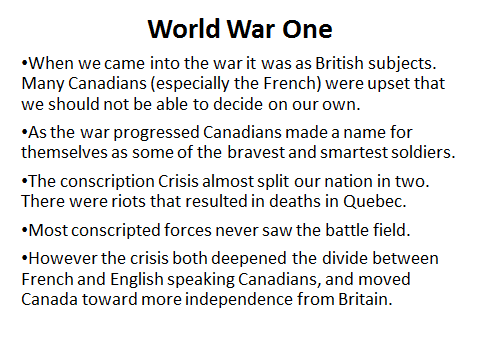 World War One
•When we came into the war it was as British subjects.
Many Canadians (especially the French) were upset that
we should not be able to decide on our own.
•As the war progressed Canadians made a name for
themselves as some of the bravest and smartest soldiers.
•The conscription Crisis almost split our nation in two.
There were riots that resulted in deaths in Quebec.
•Most conscripted forces never saw the battle field.
•However the crisis both deepened the divide between
French and English speaking Canadians, and moved
Canada toward more independence from Britain.